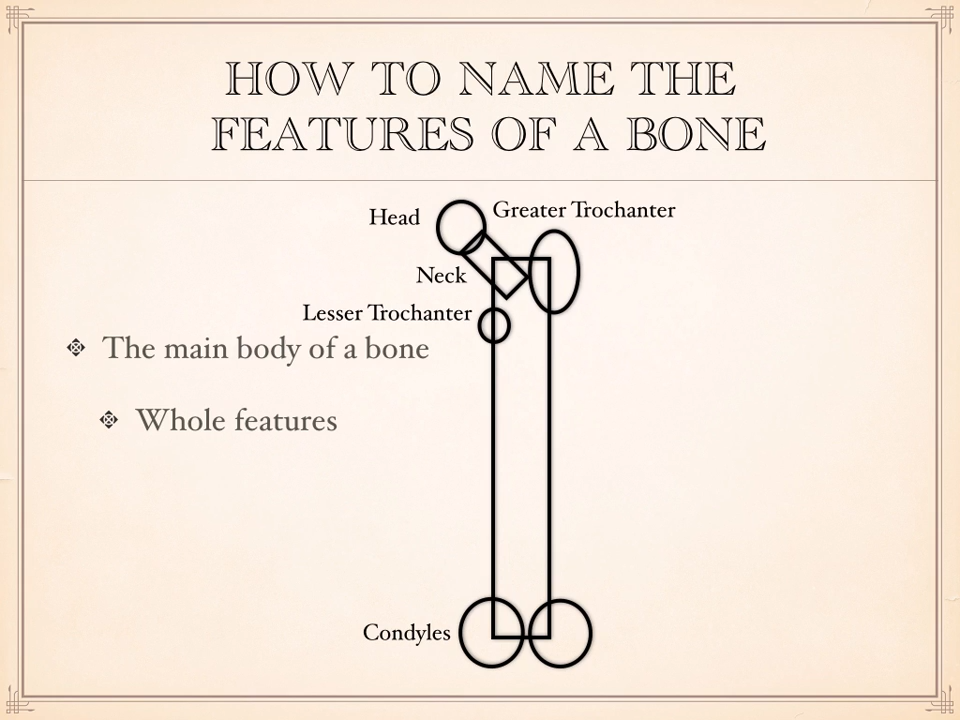 HOW TO NAME THE
FEATURES OF A BONE
Head
Greater Trochanter
Neck
Lesser Trochanter
The main body of a bone
Whole features
Condyles